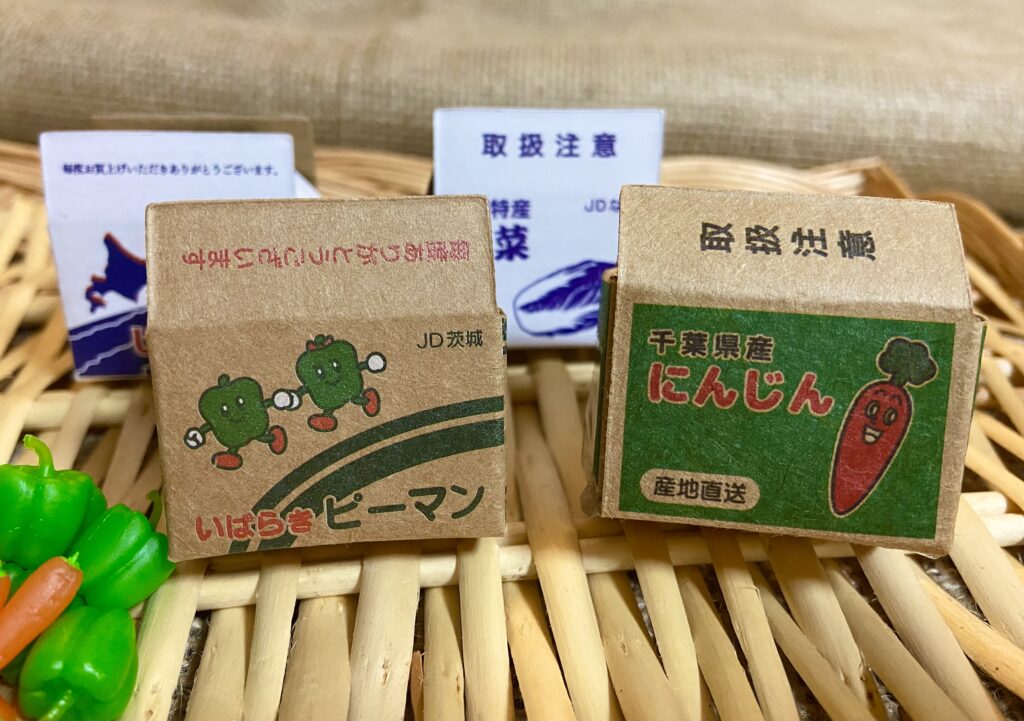 毎度お買上げいただきありがとうございます。
取扱注意
特産
JDな
菜
毎度ありがとうございます
JD茨城
いばらき ピーマン
取扱注意
千葉県産
にんじん
産地直送